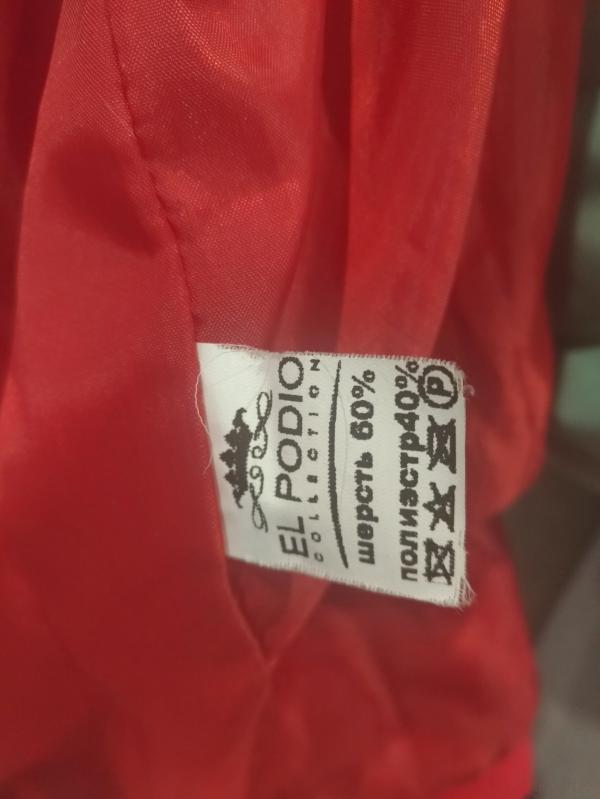 EL PODIO
COLLECTION
шерсть 60%
полиэстр40%
P